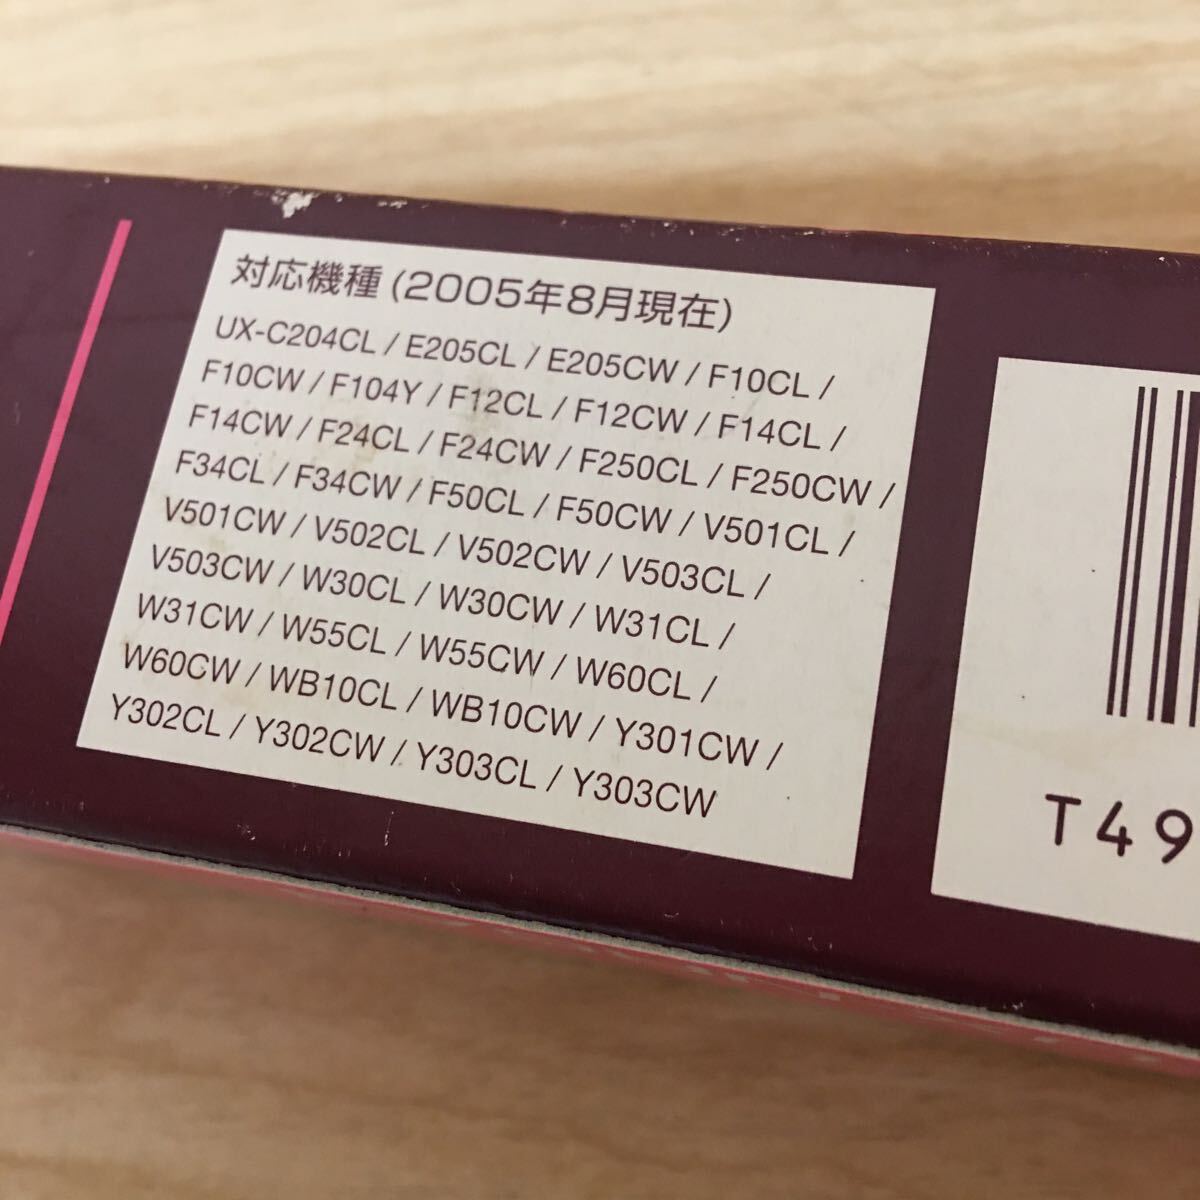 対応機種 (2005年8月現在)
UX-C204CL / E205CL / E205CW / F10CL /
F10CW / F104Y / F12CL / F12CW / F14CL /
F14CW / F24CL / F24CW / F250CL / F250CW /
F34CL / F34CW / F50CL / F50CW / V501CL /
V501CW / V502CL / V502CW / V503CL /
V503CW / W30CL / W30CW / W31CL /
W31CW / W55CL / W55CW / W60CL /
W60CW / WB10CL / WB10CW / Y301CW /
Y302CL / Y302CW / Y303CL / Y303CW
T49